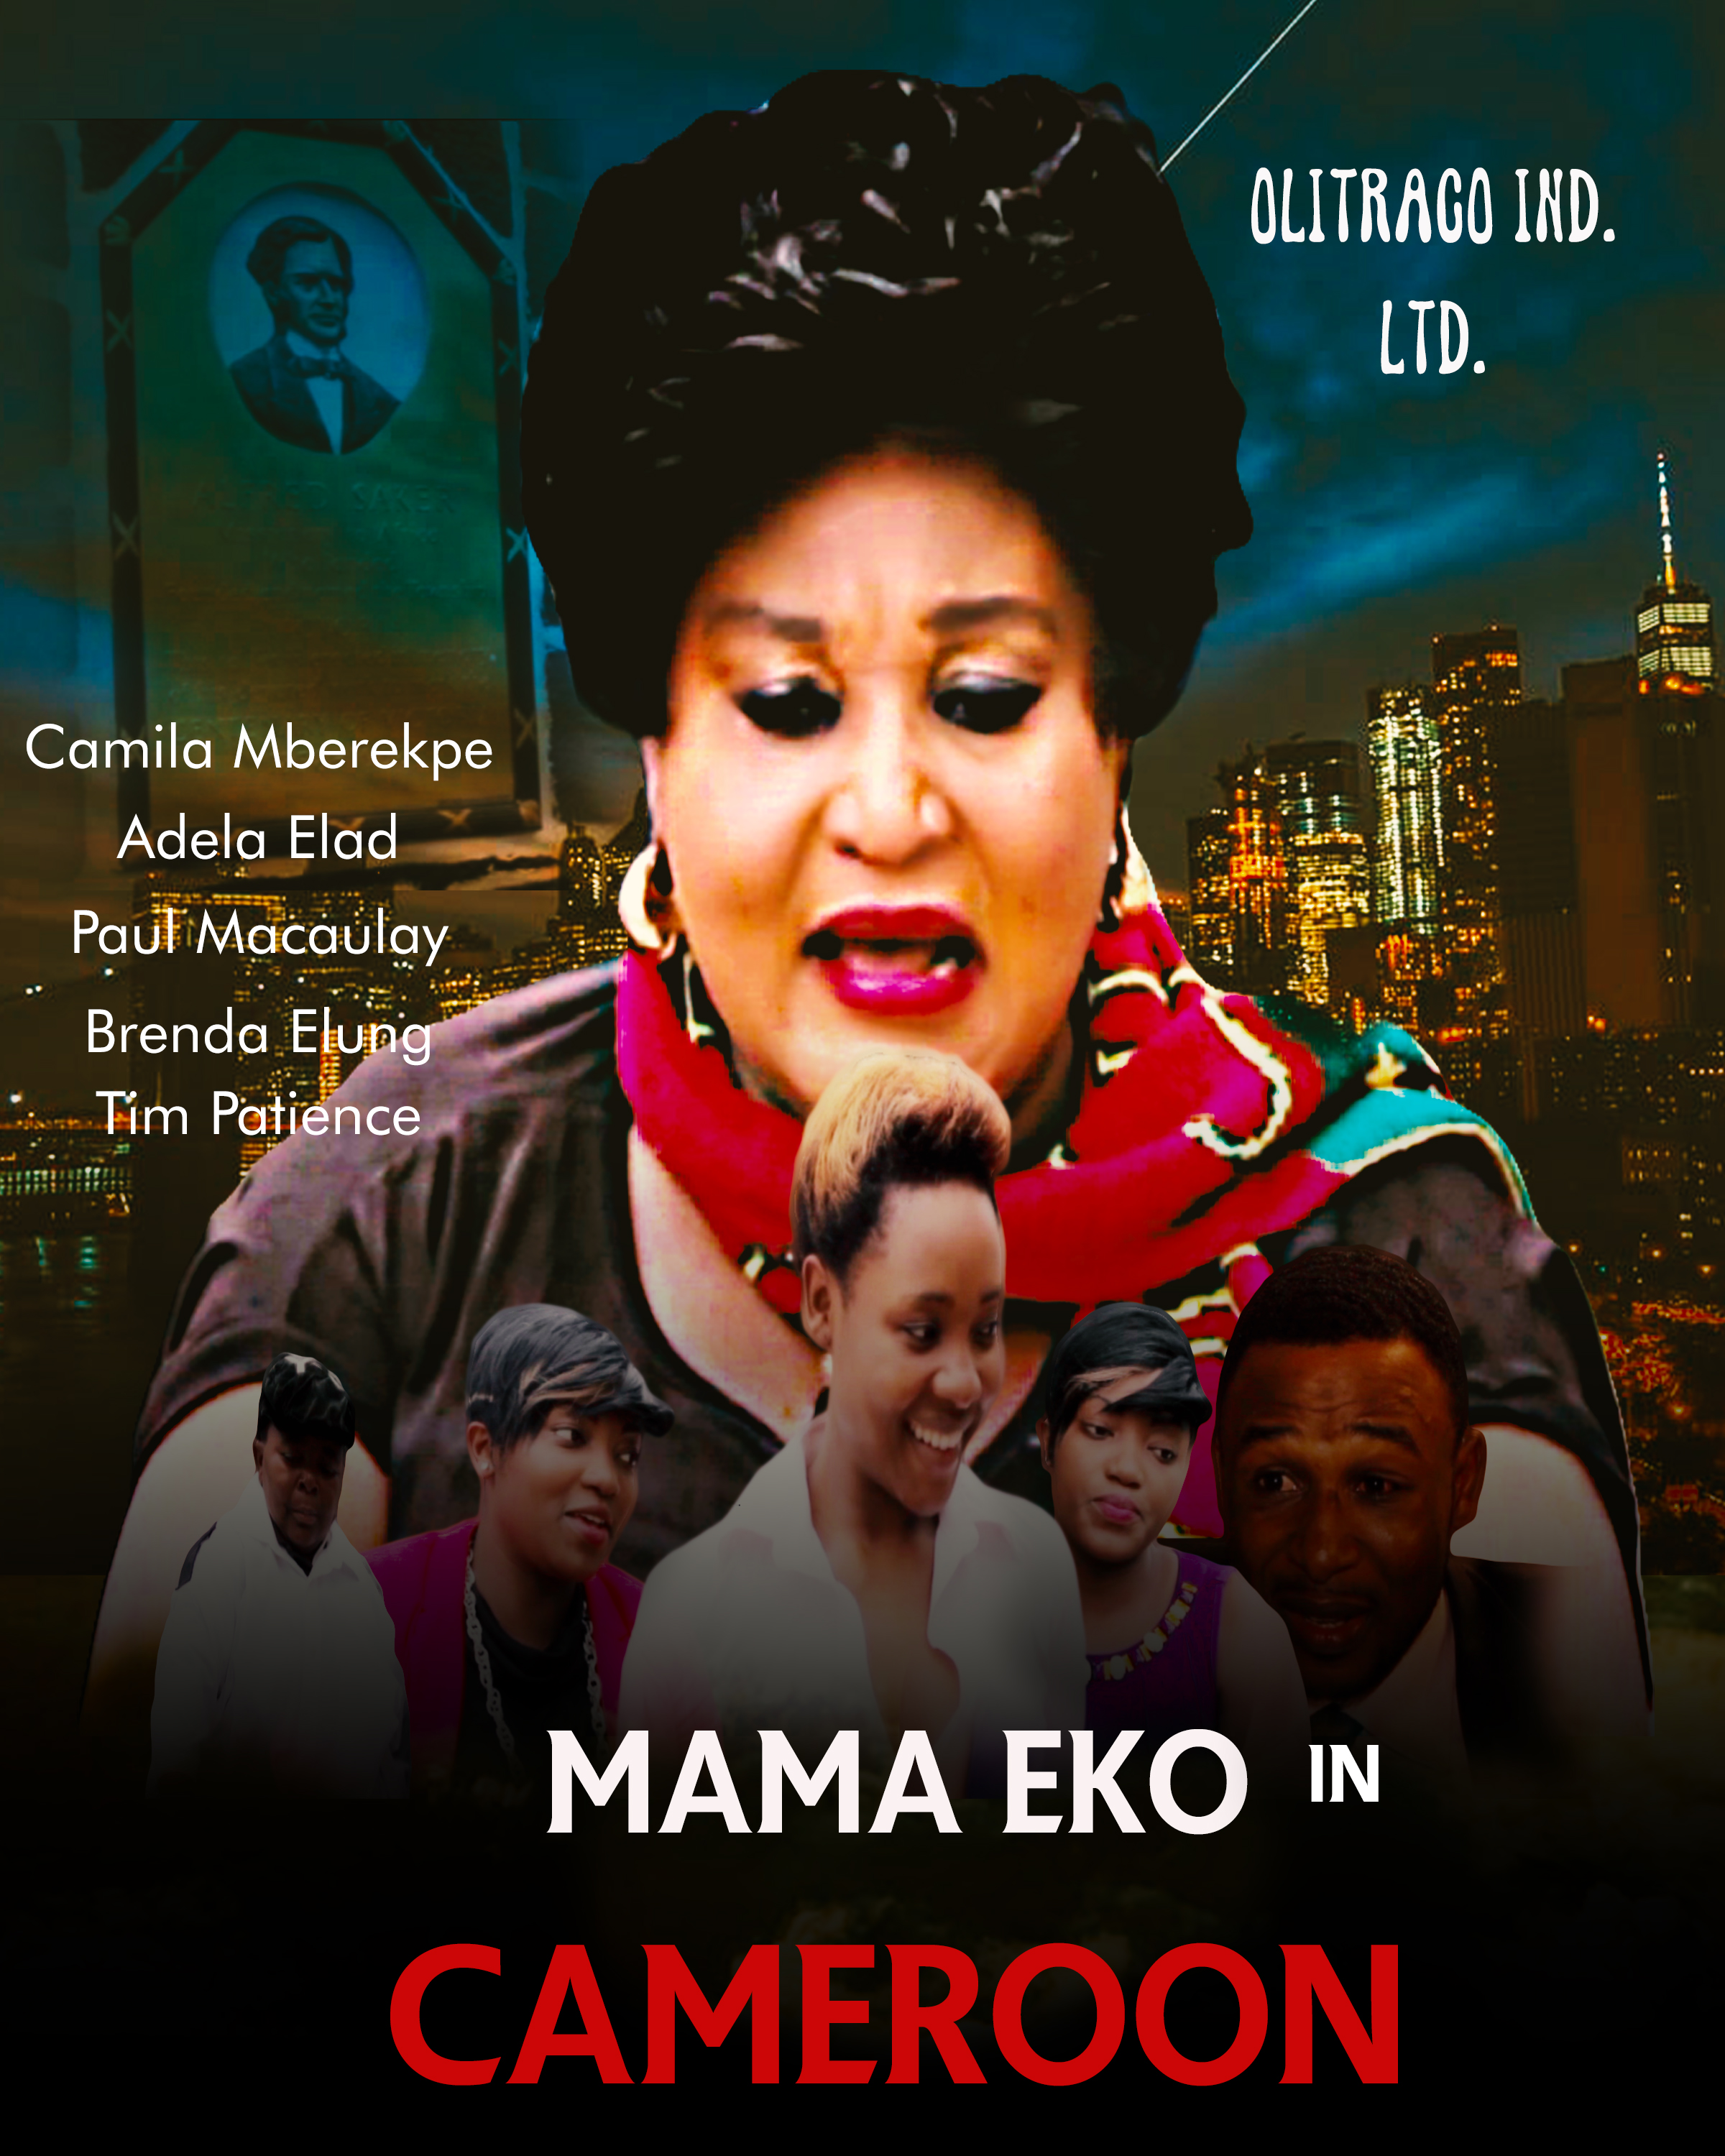 OLITRACO IND.
LTD.
Camila Mberekpe
Adela Elad
Paul Macaulay
Brenda Elung
Tim Patience
MAMA EKO IN
CAMEROON